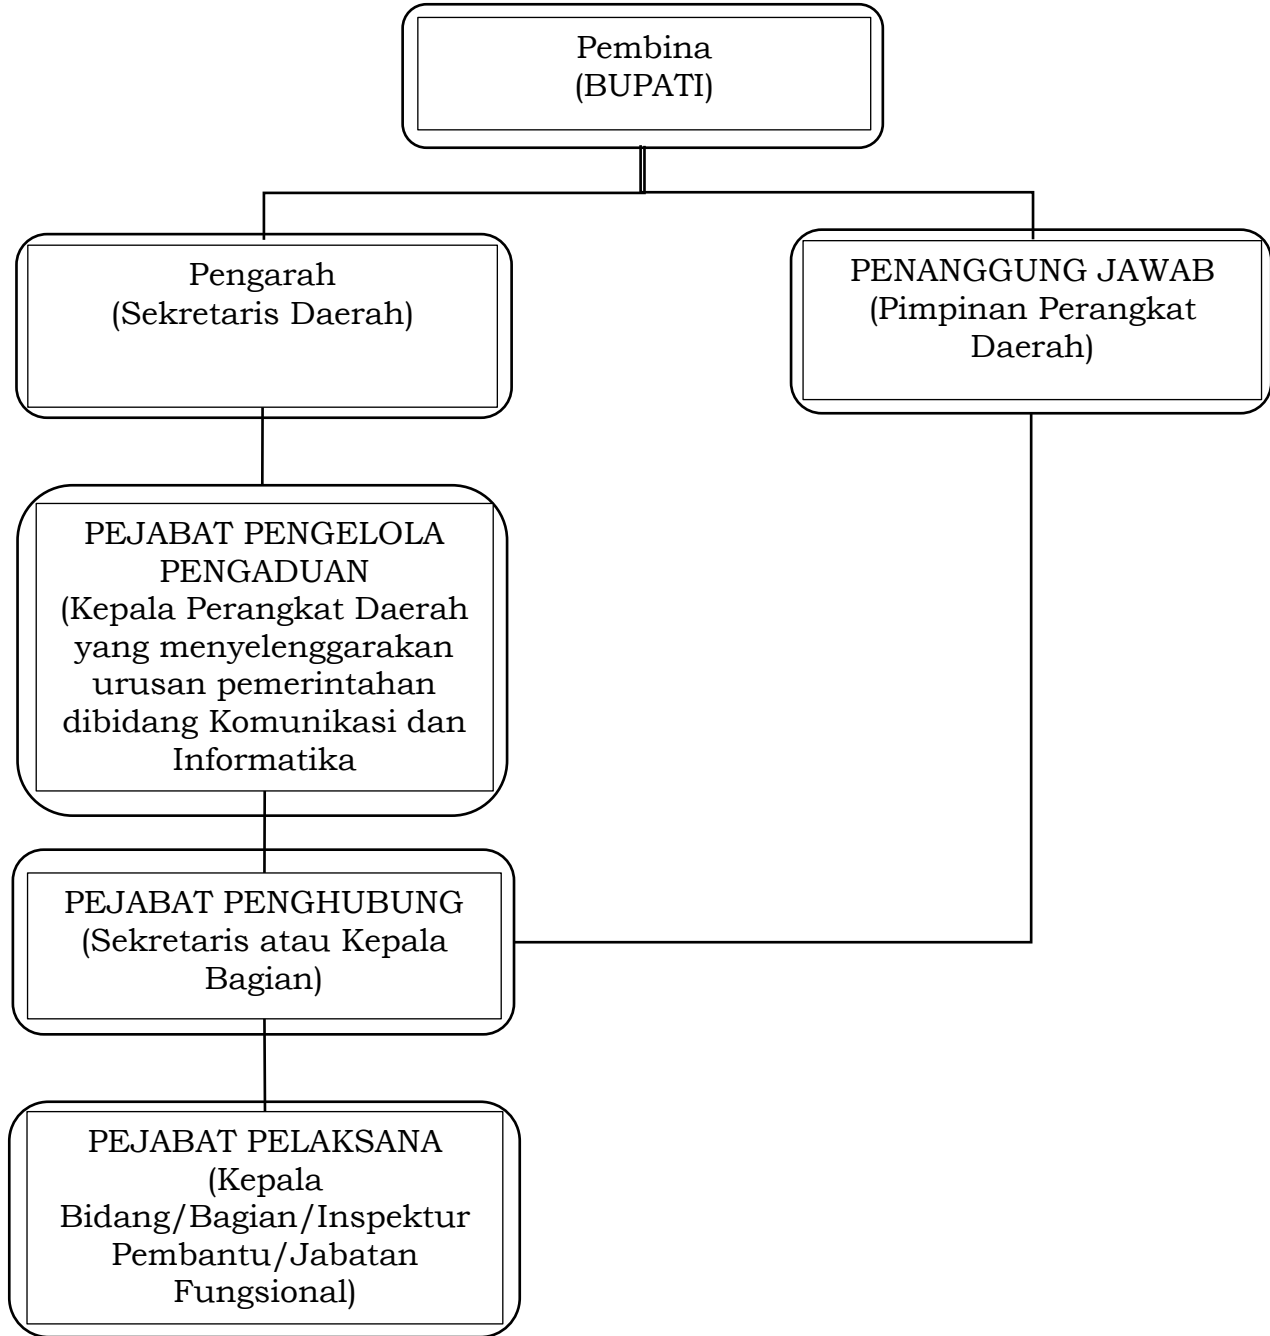 Pembina
(BUPATI)
Pengarah
(Sekretaris Daerah)
PENANGGUNG JAWAB
(Pimpinan Perangkat
Daerah)
PEJABAT PENGELOLA
PENGADUAN
(Kepala Perangkat Daerah
yang menyelenggarakan
urusan pemerintahan
dibidang Komunikasi dan
Informatika
PEJABAT PENGHUBUNG
(Sekretaris atau Kepala
Bagian)
PEJABAT PELAKSANA
(Kepala
Bidang/Bagian/Inspektur
Pembantu/Jabatan
Fungsional)